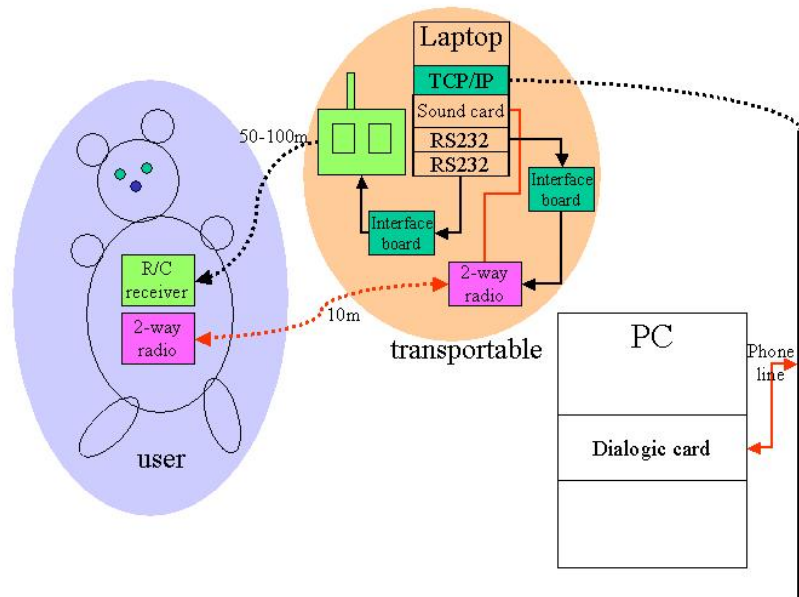 Laptop
TCP/IP
Sound card
RS232
RS232
50-100m
Interface
board
Interface
board
R/C
receiver
2-way
radio
2-way
radio
10m
transportable
user
PC
Phone
line
Dialogic card